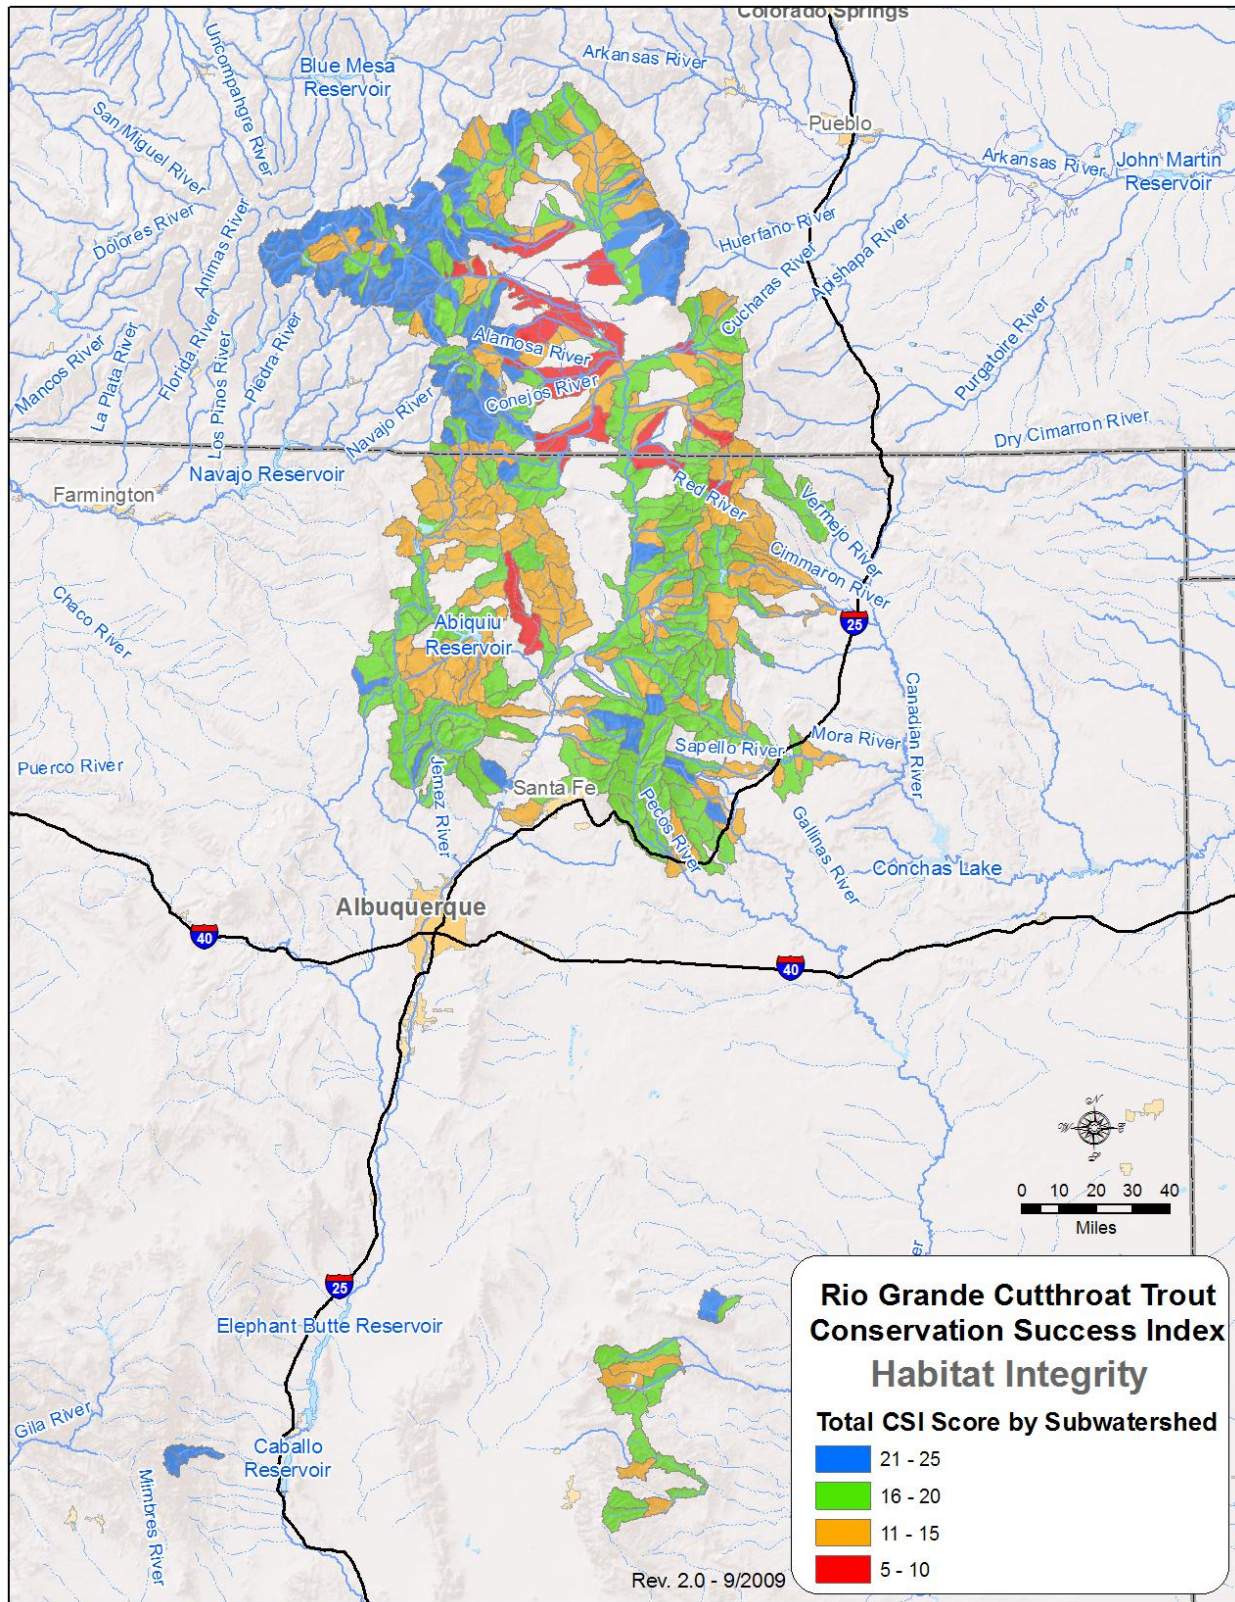 Colorado Springs
Arkansas River
Uncompahgre River
Blue Mesa
Reservoir
San Miguel River
Pueblo
Arkansas River
John Martin
Reservoir
Dolores River
Animas River
Huerfano River
Apishapa River
Cucharas River
Mancos River
La Plata River
Florida River
Los Pinos River
Piedra River
Alamosa River
Conejos River
Navajo River
Purgatoire River
Dry Cimarron River
Navajo Reservoir
Farmington
Red River
Vermejo River
Cimmaron River
Chaco River
Abiquiu
Reservoir
25
Canadian River
Mora River
Sapello River
Puerco River
Jemez River
Santa Fe
Pecos River
Gallinas River
Conchas Lake
Albuquerque
40
40
N
W
E
S
0 10 20 30 40
Miles
25
Elephant Butte Reservoir
Gila River
Caballo
Reservoir
Mimbres River
Rio Grande Cutthroat Trout
Conservation Success Index
Habitat Integrity
Total CSI Score by Subwatershed
21 - 25
16 - 20
11 - 15
5 - 10
Rev. 2.0 - 9/2009